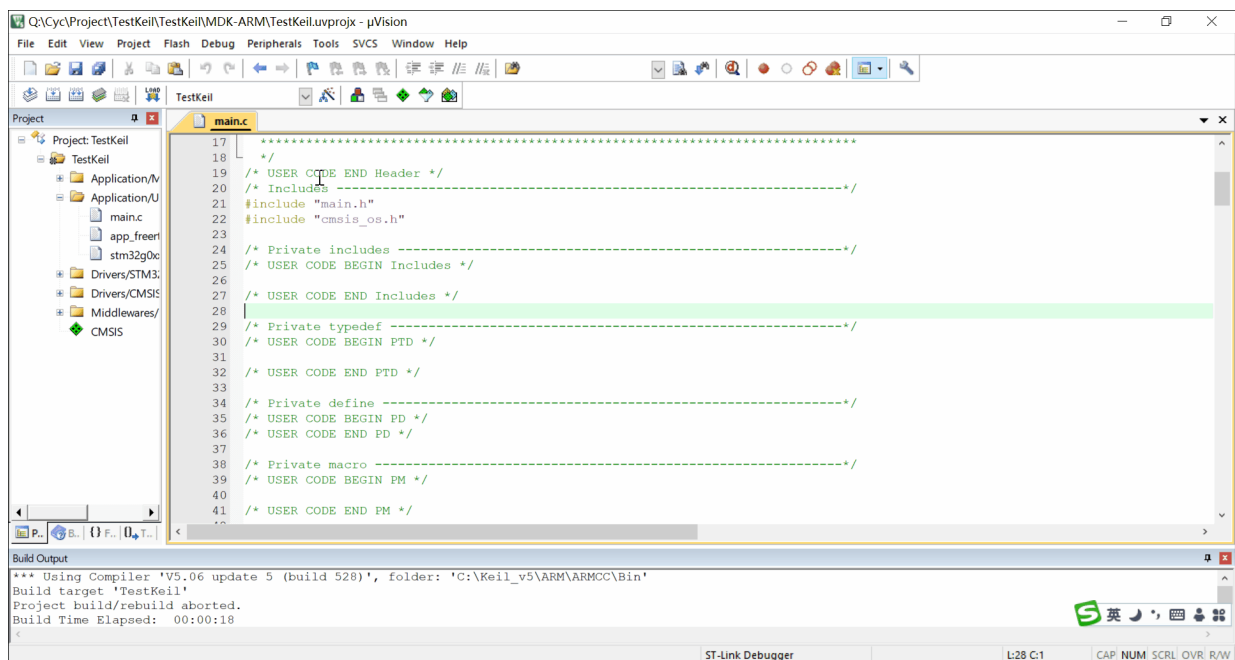 Q:\Cyc\Project\TestKeil\TestKeil\MDK-ARM\TestKeil.uvprojx - µVision
File Edit View Project Flash Debug Peripherals Tools SVCS Window Help
LOAD
TestKeil
Project
main.c
Project: TestKeil
TestKeil
Application/M
Application/U
main.c
app_freert
stm32g0xx
Drivers/STM32
Drivers/CMSIS
Middlewares/
CMSIS
17 ******************************************************************************
18 */
19 /* USER CODE END Header */
20 /* Includes ------------------------------------------------------------------*/
21 #include "main.h"
22 #include "cmsis_os.h"
23
24 /* Private includes ----------------------------------------------------------*/
25 /* USER CODE BEGIN Includes */
26
27 /* USER CODE END Includes */
28
29 /* Private typedef -----------------------------------------------------------*/
30 /* USER CODE BEGIN PTD */
31
32 /* USER CODE END PTD */
33
34 /* Private define ------------------------------------------------------------*/
35 /* USER CODE BEGIN PD */
36 /* USER CODE END PD */
37
38 /* Private macro -------------------------------------------------------------*/
39 /* USER CODE BEGIN PM */
40
41 /* USER CODE END PM */
P... B... {} F... 0→ T...
Build Output
*** Using Compiler 'V5.06 update 5 (build 528)', folder: 'C:\Keil_v5\ARM\ARMCC\Bin'
Build target 'TestKeil'
Project build/rebuild aborted.
Build Time Elapsed:  00:00:18
S 英
ST-Link Debugger L:28 C:1 CAP NUM SCRL OVR R/W